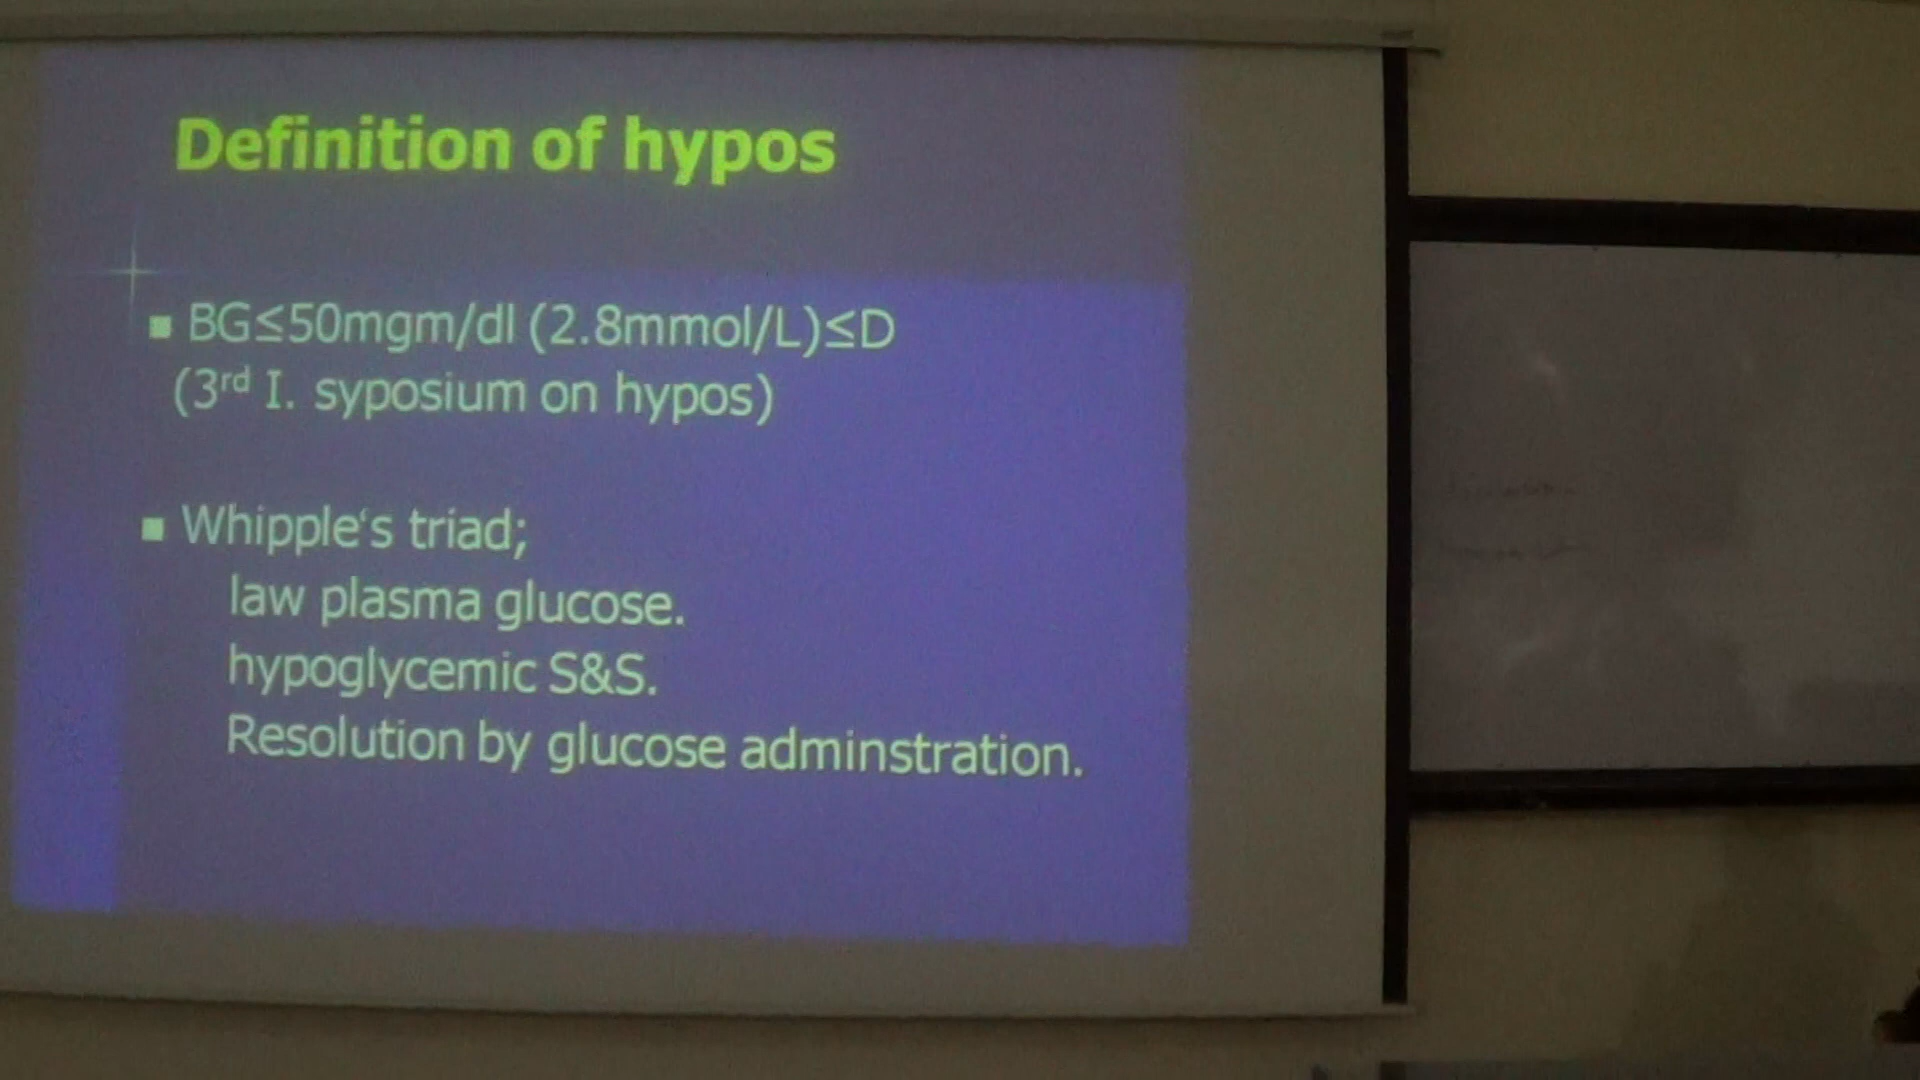 Definition of hypos
▪ BG≤50mgm/dl (2.8mmol/L)≤D
(3rd I. syposium on hypos)
▪ Whipple‘s triad;
law plasma glucose.
hypoglycemic S&S.
Resolution by glucose adminstration.